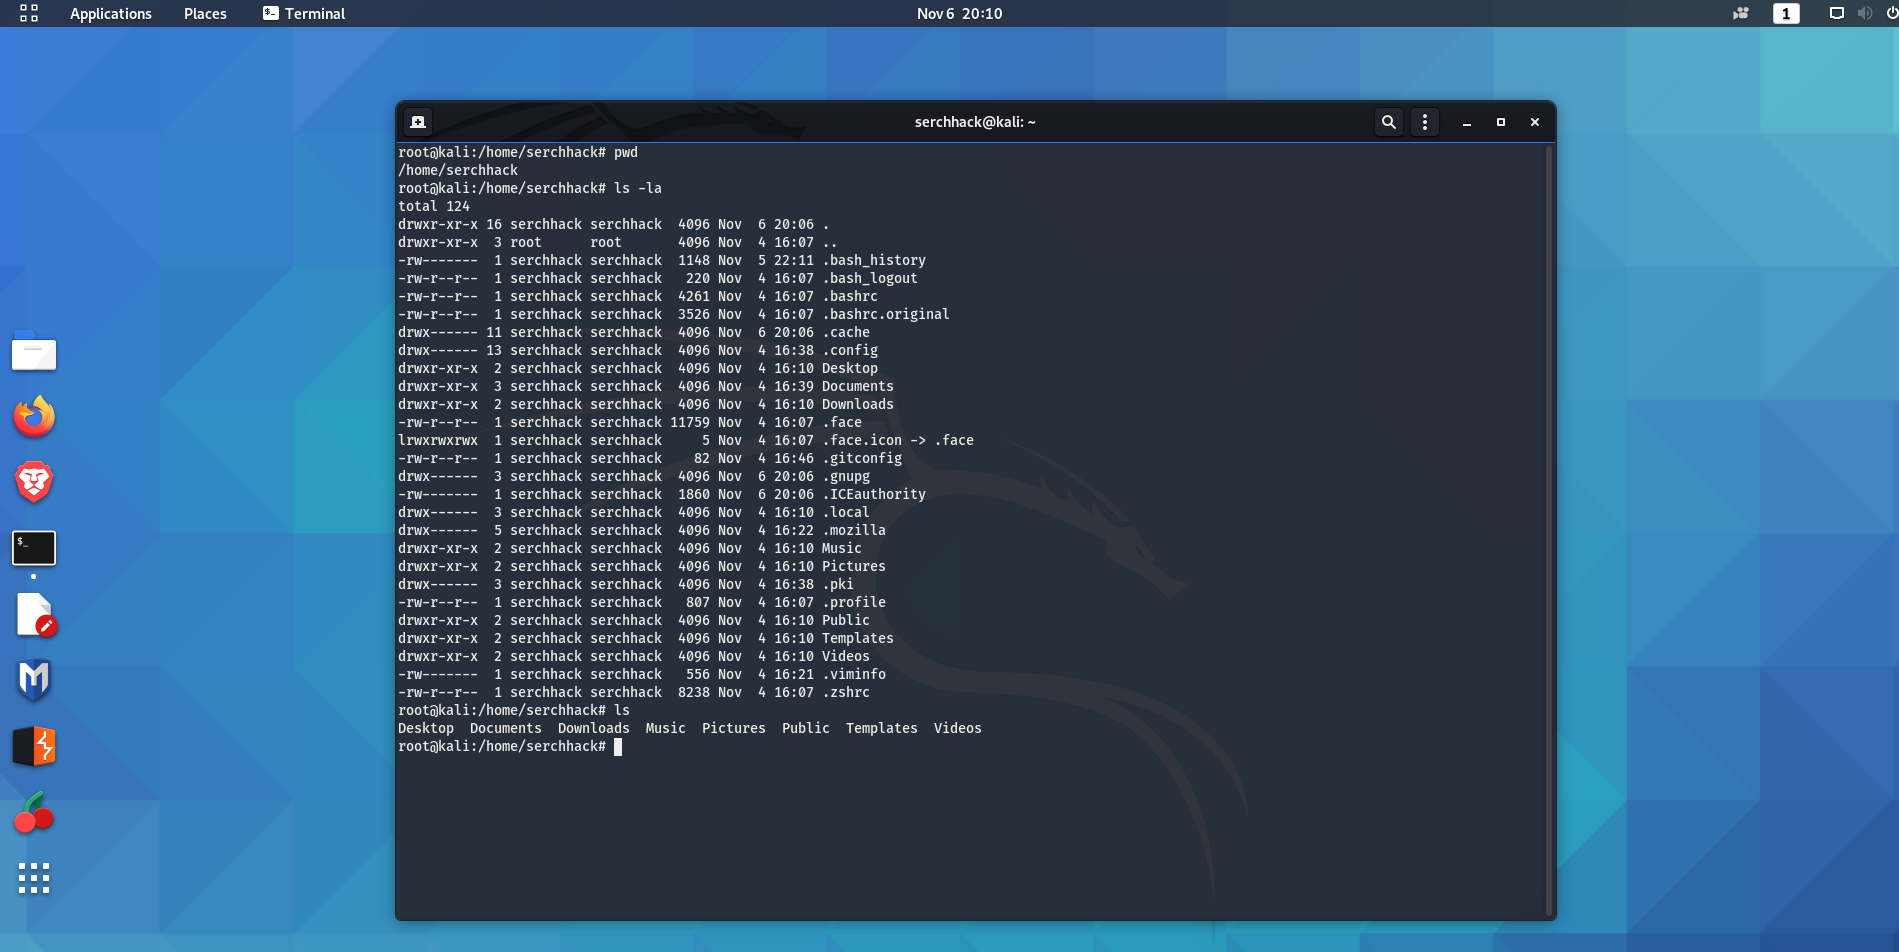 Applications Places Terminal Nov 6 20:10 1
serchhack@kali: ~
root@kali:/home/serchhack# pwd
/home/serchhack
root@kali:/home/serchhack# ls -la
total 124
drwxr-xr-x 16 serchhack serchhack  4096 Nov  6 20:06 .
drwxr-xr-x  3 root      root       4096 Nov  4 16:07 ..
-rw-------  1 serchhack serchhack  1148 Nov  5 22:11 .bash_history
-rw-r--r--  1 serchhack serchhack   220 Nov  4 16:07 .bash_logout
-rw-r--r--  1 serchhack serchhack  4261 Nov  4 16:07 .bashrc
-rw-r--r--  1 serchhack serchhack  3526 Nov  4 16:07 .bashrc.original
drwx------ 11 serchhack serchhack  4096 Nov  6 20:06 .cache
drwx------ 13 serchhack serchhack  4096 Nov  4 16:38 .config
drwxr-xr-x  2 serchhack serchhack  4096 Nov  4 16:10 Desktop
drwxr-xr-x  3 serchhack serchhack  4096 Nov  4 16:39 Documents
drwxr-xr-x  2 serchhack serchhack  4096 Nov  4 16:10 Downloads
-rw-r--r--  1 serchhack serchhack 11759 Nov  4 16:07 .face
lrwxrwxrwx  1 serchhack serchhack     5 Nov  4 16:07 .face.icon -> .face
-rw-r--r--  1 serchhack serchhack    82 Nov  4 16:46 .gitconfig
drwx------  3 serchhack serchhack  4096 Nov  6 20:06 .gnupg
-rw-------  1 serchhack serchhack  1860 Nov  6 20:06 .ICEauthority
drwx------  3 serchhack serchhack  4096 Nov  4 16:10 .local
drwx------  5 serchhack serchhack  4096 Nov  4 16:22 .mozilla
drwxr-xr-x  2 serchhack serchhack  4096 Nov  4 16:10 Music
drwxr-xr-x  2 serchhack serchhack  4096 Nov  4 16:10 Pictures
drwx------  3 serchhack serchhack  4096 Nov  4 16:38 .pki
-rw-r--r--  1 serchhack serchhack   807 Nov  4 16:07 .profile
drwxr-xr-x  2 serchhack serchhack  4096 Nov  4 16:10 Public
drwxr-xr-x  2 serchhack serchhack  4096 Nov  4 16:10 Templates
drwxr-xr-x  2 serchhack serchhack  4096 Nov  4 16:10 Videos
-rw-------  1 serchhack serchhack   556 Nov  4 16:21 .viminfo
-rw-r--r--  1 serchhack serchhack  8238 Nov  4 16:07 .zshrc
root@kali:/home/serchhack# ls
Desktop  Documents  Downloads  Music  Pictures  Public  Templates  Videos
root@kali:/home/serchhack#
$_
M